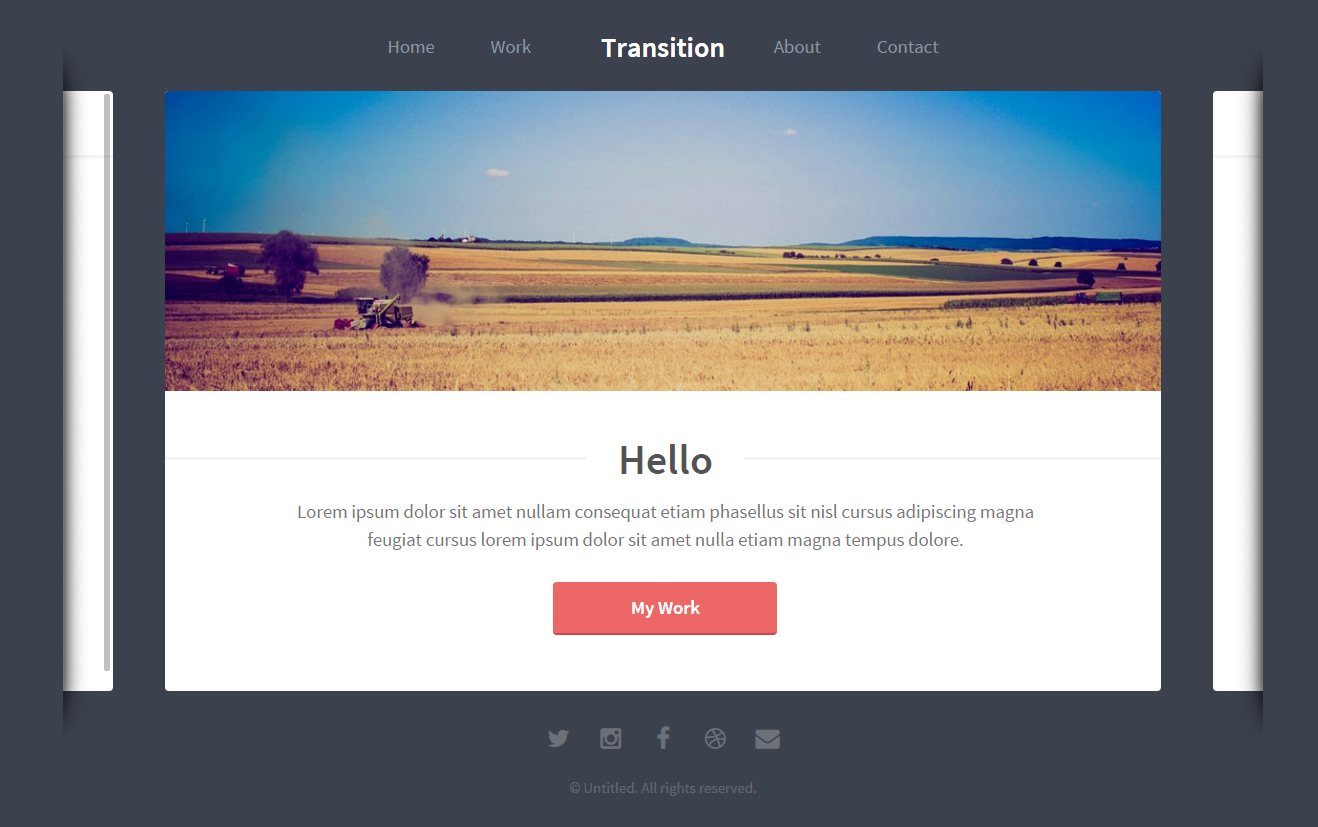 Home Work Transition About Contact
Hello
Lorem ipsum dolor sit amet nullam consequat etiam phasellus sit nisl cursus adipiscing magna
feugiat cursus lorem ipsum dolor sit amet nulla etiam magna tempus dolore.
My Work
© Untitled. All rights reserved.